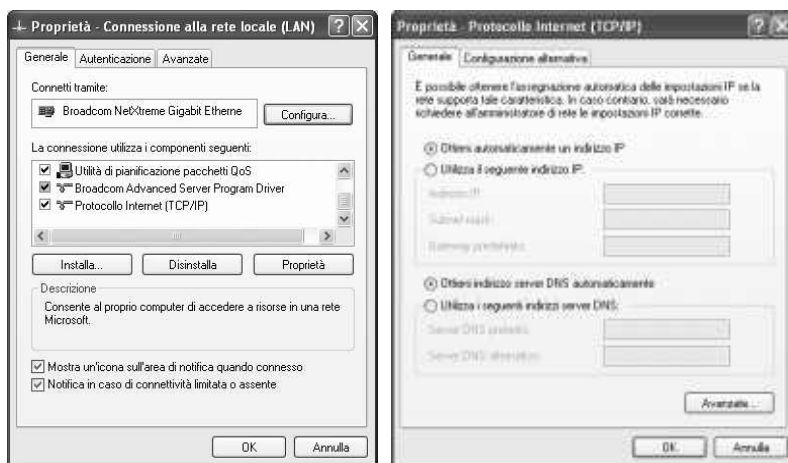 Proprietà - Connessione alla rete locale (LAN)
Generale Autenticazione Avanzate
Connetti tramite:
Broadcom NetXtreme Gigabit Etherne
Configura...
La connessione utilizza i componenti seguenti:
Utilità di pianificazione pacchetti QoS
Broadcom Advanced Server Program Driver
Protocollo Internet (TCP/IP)
Installa... Disinstalla Proprietà
Descrizione
Consente al proprio computer di accedere a risorse in una rete
Microsoft.
Mostra un'icona sull'area di notifica quando connesso
Notifica in caso di connettività limitata o assente
OK Annulla
Proprietà - Protocollo Internet (TCP/IP)
Generale Configurazione alternativa
È possibile ottenere l'assegnazione automatica delle impostazioni IP se la
rete supporta tale caratteristica. In caso contrario, sarà necessario
richiedere all'amministratore di rete le impostazioni IP corrette.
Ottieni automaticamente un indirizzo IP
Utilizza il seguente indirizzo IP:
Indirizzo IP:
Subnet mask:
Gateway predefinito:
Ottieni indirizzo server DNS automaticamente
Utilizza i seguenti indirizzi server DNS:
Server DNS preferito:
Server DNS alternativo:
Avanzate...
OK Annulla